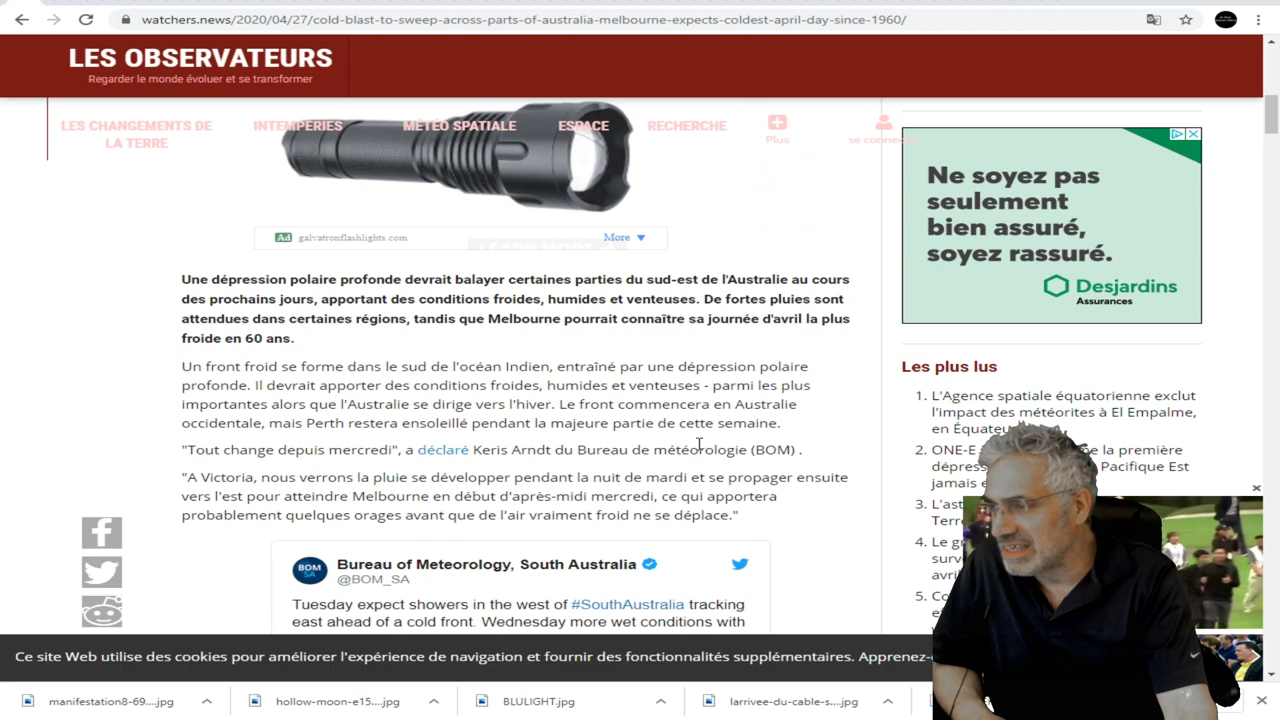 watchers.news/2020/04/27/cold-blast-to-sweep-across-parts-of-australia-melbourne-expects-coldest-april-day-since-1960/
LES OBSERVATEURS
Regarder le monde évoluer et se transformer
LES CHANGEMENTS DE LA TERRE
INTEMPÉRIES
MÉTÉO SPATIALE
ESPACE
RECHERCHE
Plus
se connecter
Ad galvatronflashlights.com More
LEARN MORE
Une dépression polaire profonde devrait balayer certaines parties du sud-est de l'Australie au cours
des prochains jours, apportant des conditions froides, humides et venteuses. De fortes pluies sont
attendues dans certaines régions, tandis que Melbourne pourrait connaître sa journée d'avril la plus
froide en 60 ans.
Un front froid se forme dans le sud de l'océan Indien, entraîné par une dépression polaire
profonde. Il devrait apporter des conditions froides, humides et venteuses - parmi les plus
importantes alors que l'Australie se dirige vers l'hiver. Le front commencera en Australie
occidentale, mais Perth restera ensoleillé pendant la majeure partie de cette semaine.
"Tout change depuis mercredi", a déclaré Keris Arndt du Bureau de météorologie (BOM) .
"A Victoria, nous verrons la pluie se développer pendant la nuit de mardi et se propager ensuite
vers l'est pour atteindre Melbourne en début d'après-midi mercredi, ce qui apportera
probablement quelques orages avant que de l'air vraiment froid ne se déplace."
BOM SA
Bureau of Meteorology, South Australia
@BOM_SA
Tuesday expect showers in the west of #SouthAustralia tracking
east ahead of a cold front. Wednesday more wet conditions with
Ne soyez pas
seulement
bien assuré,
soyez rassuré.
Desjardins
Assurances
Les plus lus
1. L'Agence spatiale équatorienne exclut
l'impact des météorites à El Empalme,
en Équateu
2. ONE-E me la première
dépres Pacifique Est
jamais e
3. L'ast
Terre
4. Le gr
surve
avril
5. Co
et
Ce site Web utilise des cookies pour améliorer l'expérience de navigation et fournir des fonctionnalités supplémentaires. Apprenez-
manifestation8-69....jpg
hollow-moon-e15....jpg
BLULIGHT.jpg
larrivee-du-cable-s....jpg